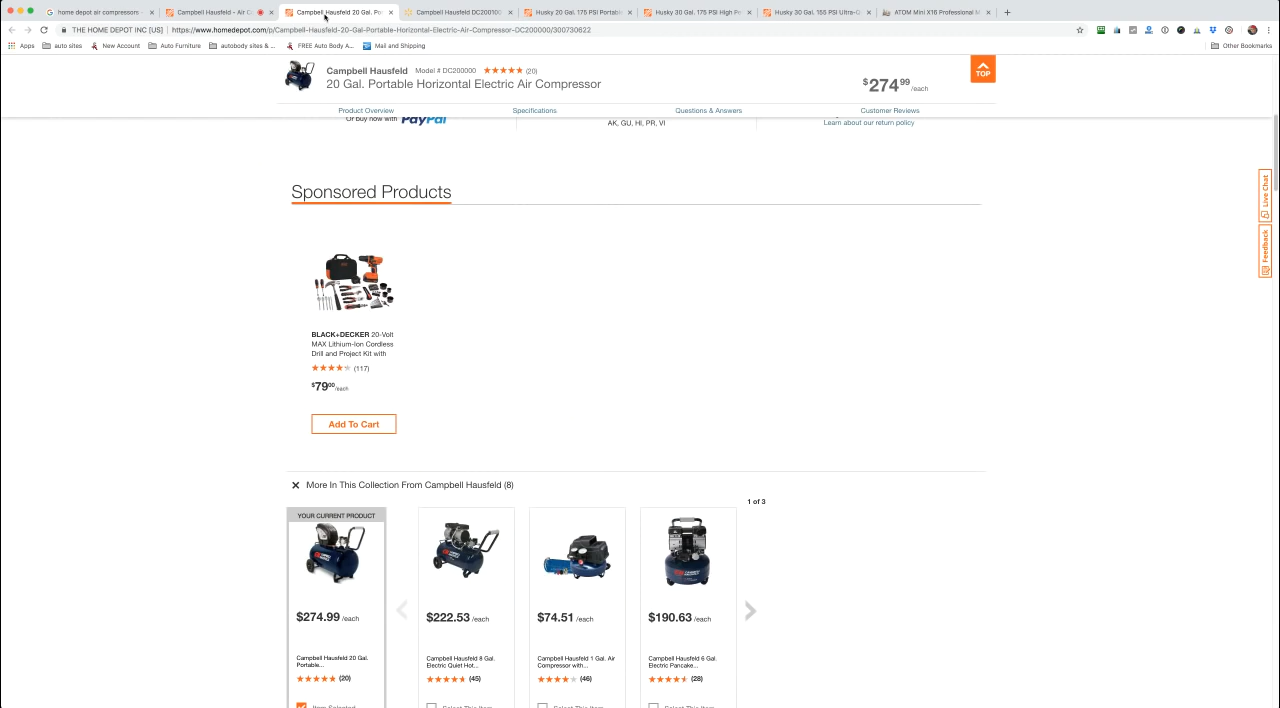 home depot air compressors -
Campbell Hausfeld - Air C
Campbell Hausfeld 20 Gal. Po
Campbell Hausfeld DC200100
Husky 20 Gal. 175 PSI Portabl
Husky 30 Gal. 175 PSI High P
Husky 30 Gal. 155 PSI Ultra-Q
ATOM Mini X16 Professional M
THE HOME DEPOT INC [US] | https://www.homedepot.com/p/Campbell-Hausfeld-20-Gal-Portable-Horizontal-Electric-Air-Compressor-DC200000/300730622
Apps
auto sites
New Account
Auto Furniture
autobody sites & ...
FREE Auto Body A...
Mail and Shipping
Other Bookmarks
Campbell Hausfeld Model # DC200000 (20)
20 Gal. Portable Horizontal Electric Air Compressor
$274 99 /each
TOP
Product Overview
Specifications
Questions & Answers
Customer Reviews
Or buy now with PayPal
AK, GU, HI, PR, VI
Learn about our return policy
Live Chat
Feedback
Sponsored Products
BLACK+DECKER 20-Volt
MAX Lithium-Ion Cordless
Drill and Project Kit with
(117)
$79 00 /each
Add To Cart
More In This Collection From Campbell Hausfeld (8)
1 of 3
YOUR CURRENT PRODUCT
$274.99 /each
Campbell Hausfeld 20 Gal.
Portable...
(20)
Item Selected
$222.53 /each
Campbell Hausfeld 8 Gal.
Electric Quiet Hot...
(45)
Select This Item
$74.51 /each
Campbell Hausfeld 1 Gal. Air
Compressor with...
(46)
Select This Item
$190.63 /each
Campbell Hausfeld 6 Gal.
Electric Pancake...
(28)
Select This Item